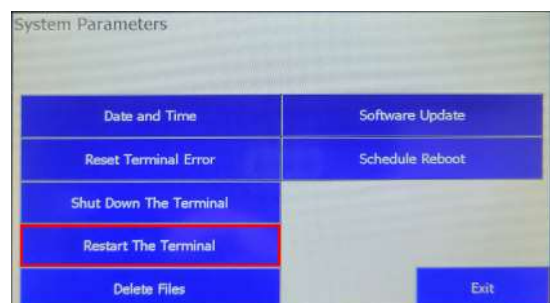 System Parameters
Date and Time
Software Update
Reset Terminal Error
Schedule Reboot
Shut Down The Terminal
Restart The Terminal
Delete Files
Exit